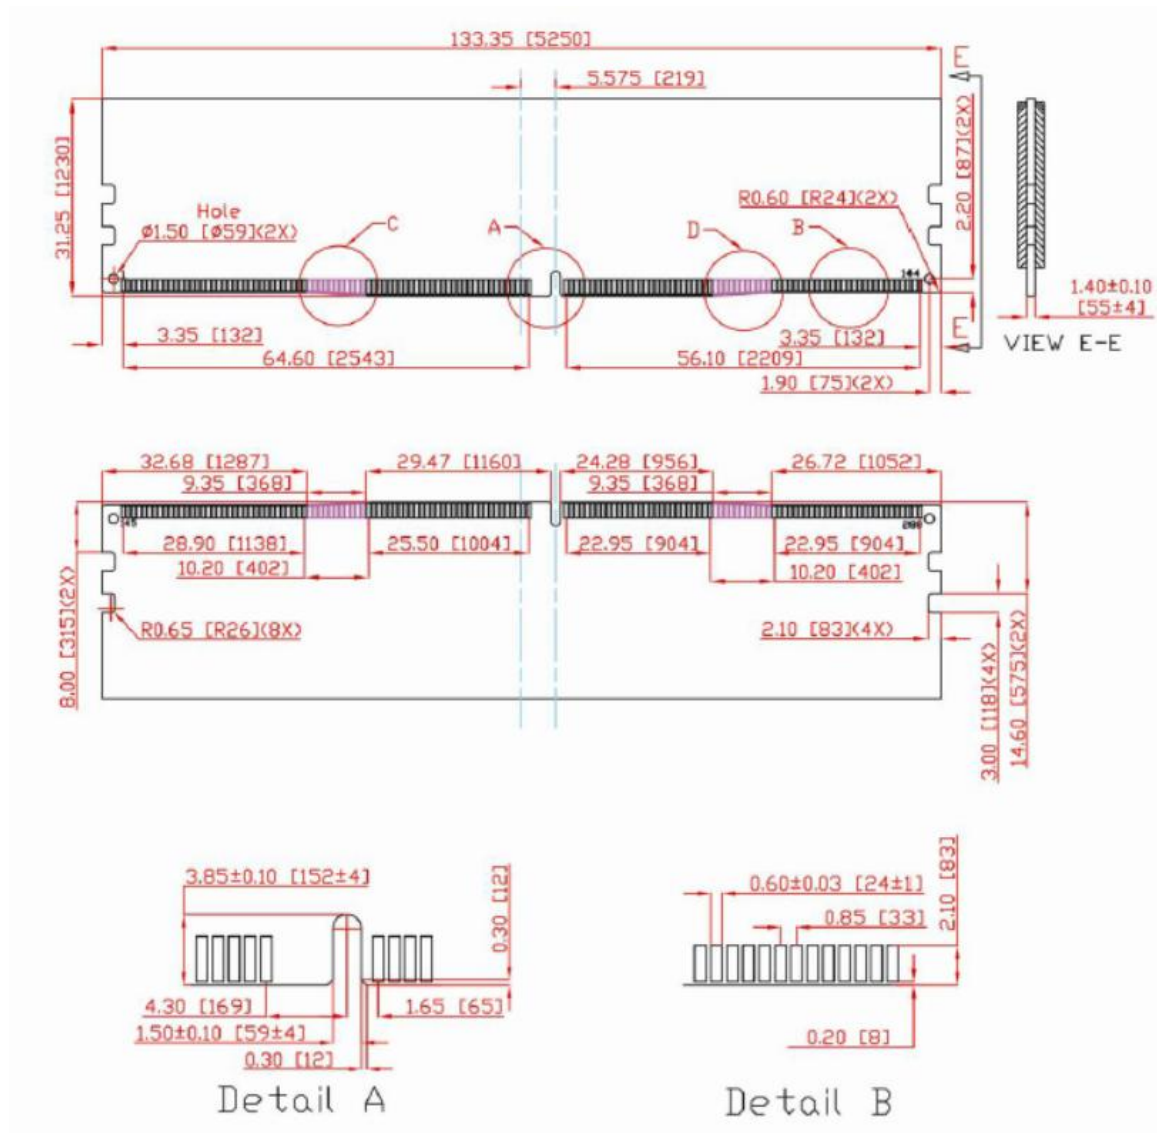 133.35 [5250]
5.575 [219]
E
31.25 [1230]
2.20 [87](2X)
Hole
Ø1.50 [Ø59](2X)
C
A
D
B
R0.60 [R24](2X)
144
1.40±0.10
[55±4]
3.35 [132]
3.35 [132]
E
VIEW E-E
64.60 [2543]
56.10 [2209]
1.90 [75](2X)
32.68 [1287]
29.47 [1160]
24.28 [956]
26.72 [1052]
9.35 [368]
9.35 [368]
145
288
28.90 [1138]
25.50 [1004]
22.95 [904]
22.95 [904]
10.20 [402]
10.20 [402]
8.00 [315](2X)
R0.65 [R26](8X)
2.10 [83](4X)
3.00 [118](4X)
14.60 [575](2X)
3.85±0.10 [152±4]
0.30 [12]
4.30 [169]
1.65 [65]
1.50±0.10 [59±4]
0.30 [12]
Detail A
0.60±0.03 [24±1]
0.85 [33]
2.10 [83]
0.20 [8]
Detail B